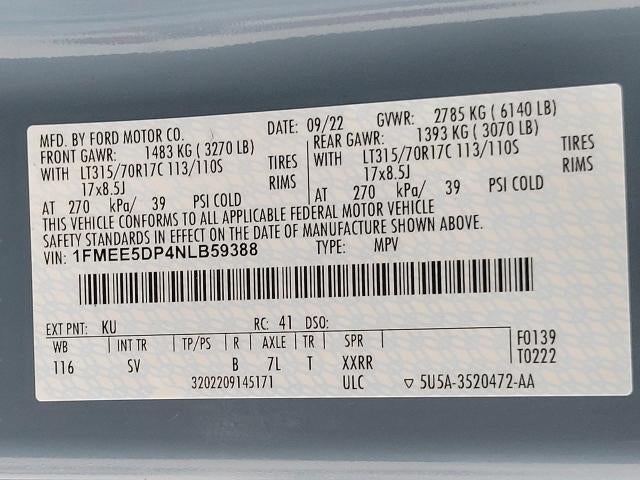 MFD. BY FORD MOTOR CO. DATE: 09/22 GVWR: 2785 KG ( 6140 LB)
FRONT GAWR: 1483 KG ( 3270 LB) REAR GAWR: 1393 KG ( 3070 LB)
WITH LT315/70R17C 113/110S TIRES WITH LT315/70R17C 113/110S TIRES
17x8.5J RIMS 17x8.5J RIMS
AT 270 kPa/ 39 PSI COLD AT 270 kPa/ 39 PSI COLD
THIS VEHICLE CONFORMS TO ALL APPLICABLE FEDERAL MOTOR VEHICLE
SAFETY STANDARDS IN EFFECT ON THE DATE OF MANUFACTURE SHOWN ABOVE.
VIN: 1FMEE5DP4NLB59388 TYPE: MPV
EXT PNT: KU RC: 41 DSO:
WB INT TR TP/PS R AXLE TR SPR F0139
116 SV B 7L T XXRR T0222
3202209145171 ULC ▽ 5U5A-3520472-AA